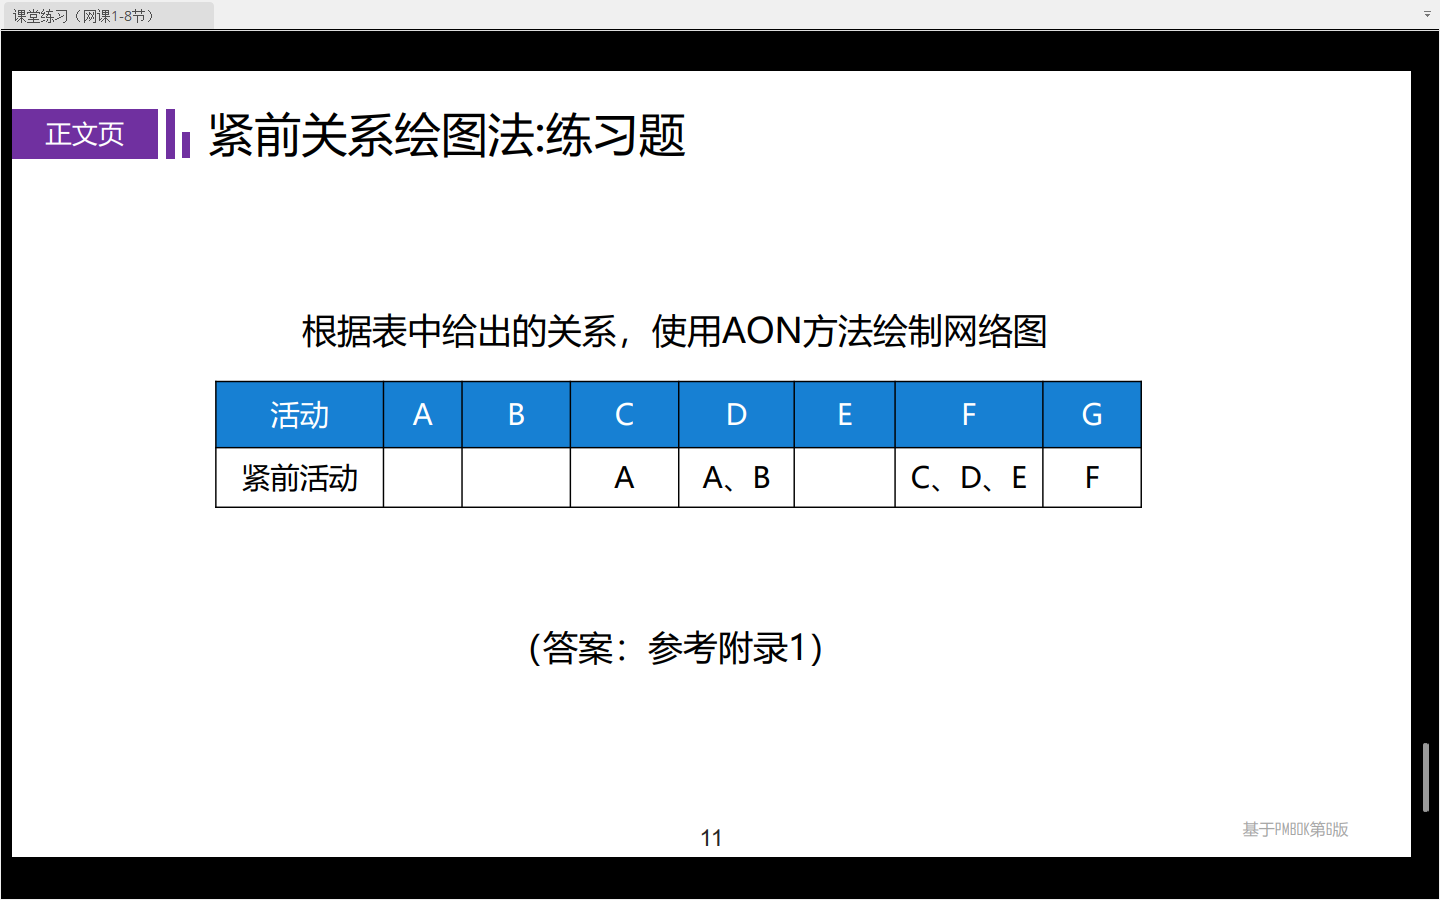 课堂练习（网课1-8节）
正文页
紧前关系绘图法:练习题
根据表中给出的关系，使用AON方法绘制网络图
活动 A B C D E F G
紧前活动 A A、B C、D、E F
（答案：参考附录1）
基于PMBOK第6版
11